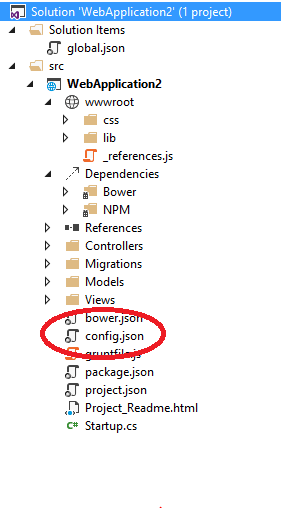 Solution 'WebApplication2' (1 project)
Solution Items
global.json
src
WebApplication2
wwwroot
css
lib
_references.js
Dependencies
Bower
NPM
References
Controllers
Migrations
Models
Views
bower.json
config.json
gruntfile.js
package.json
project.json
Project_Readme.html
C# Startup.cs